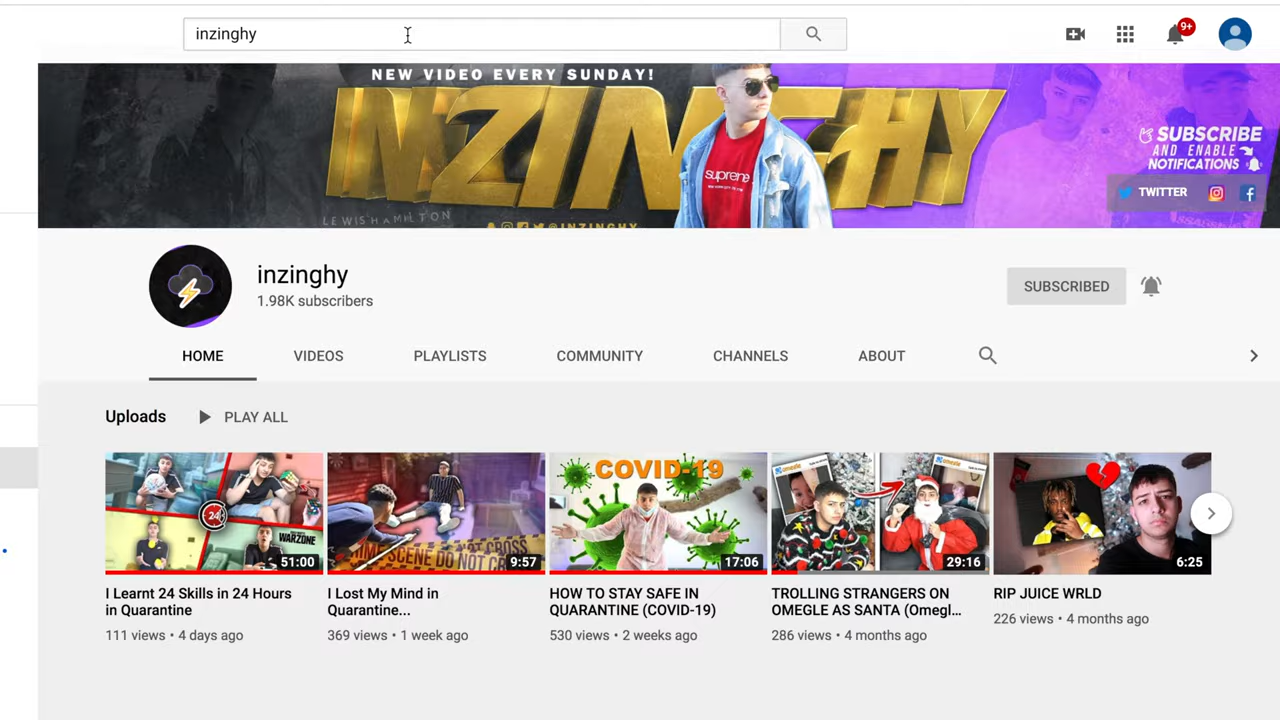 inzinghy
9+
NEW VIDEO EVERY SUNDAY!
INZINGHY
supreme
LEWIS HAMILTON
@INZINGHY
SUBSCRIBE
AND ENABLE
NOTIFICATIONS
TWITTER
inzinghy
1.98K subscribers
SUBSCRIBED
HOME
VIDEOS
PLAYLISTS
COMMUNITY
CHANNELS
ABOUT
Uploads
PLAY ALL
24
WARZONE
51:00
CRIME SCENE DO NOT CR
9:57
COVID-19
17:06
omegle
omegle
29:16
6:25
I Learnt 24 Skills in 24 Hours
in Quarantine
111 views • 4 days ago
I Lost My Mind in
Quarantine...
369 views • 1 week ago
HOW TO STAY SAFE IN
QUARANTINE (COVID-19)
530 views • 2 weeks ago
TROLLING STRANGERS ON
OMEGLE AS SANTA (Omegl...
286 views • 4 months ago
RIP JUICE WRLD
226 views • 4 months ago